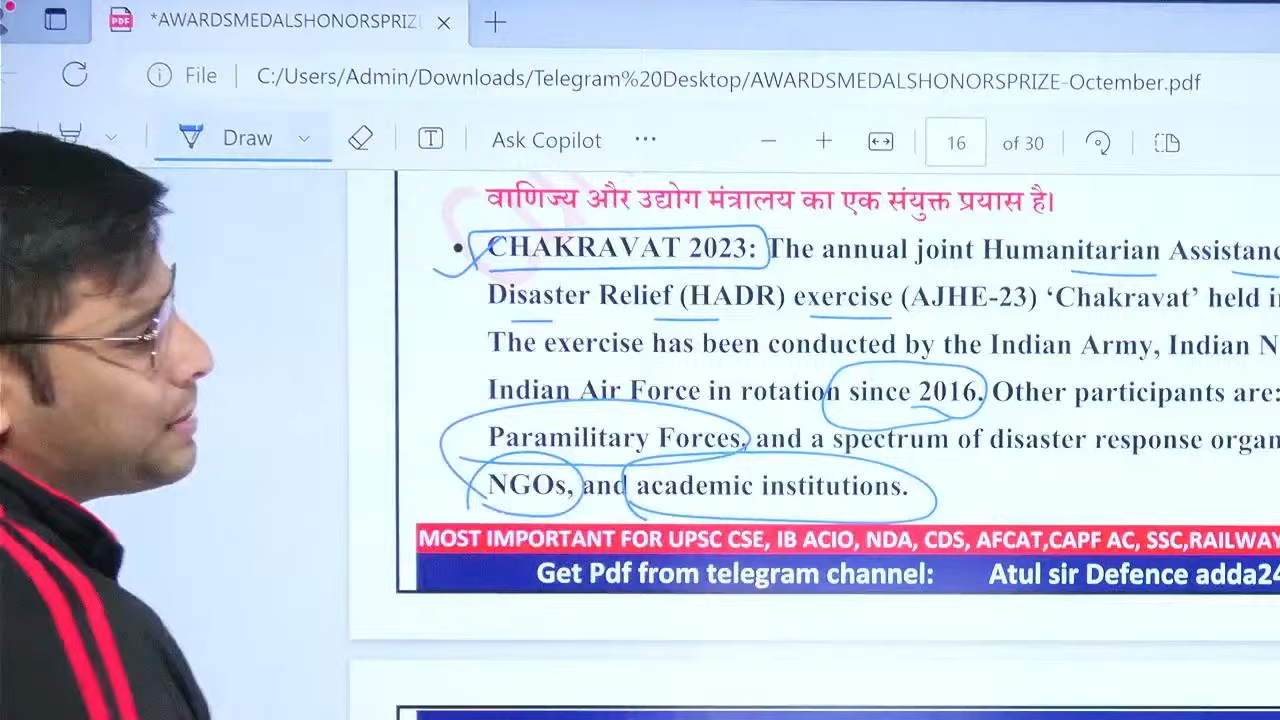 *AWARDSMEDALSHONORSPRIZ
File
C:/Users/Admin/Downloads/Telegram%20Desktop/AWARDSMEDALSHONORSPRIZE-Octember.pdf
Draw
T
Ask Copilot
16 of 30
वाणिज्य और उद्योग मंत्रालय का एक संयुक्त प्रयास है।
• CHAKRAVAT 2023: The annual joint Humanitarian Assistanc
Disaster Relief (HADR) exercise (AJHE-23) ‘Chakravat’ held i
The exercise has been conducted by the Indian Army, Indian N
Indian Air Force in rotation since 2016. Other participants are:
Paramilitary Forces, and a spectrum of disaster response organ
NGOs, and academic institutions.
MOST IMPORTANT FOR UPSC CSE, IB ACIO, NDA, CDS, AFCAT,CAPF AC, SSC,RAILWAY
Get Pdf from telegram channel: Atul sir Defence adda24